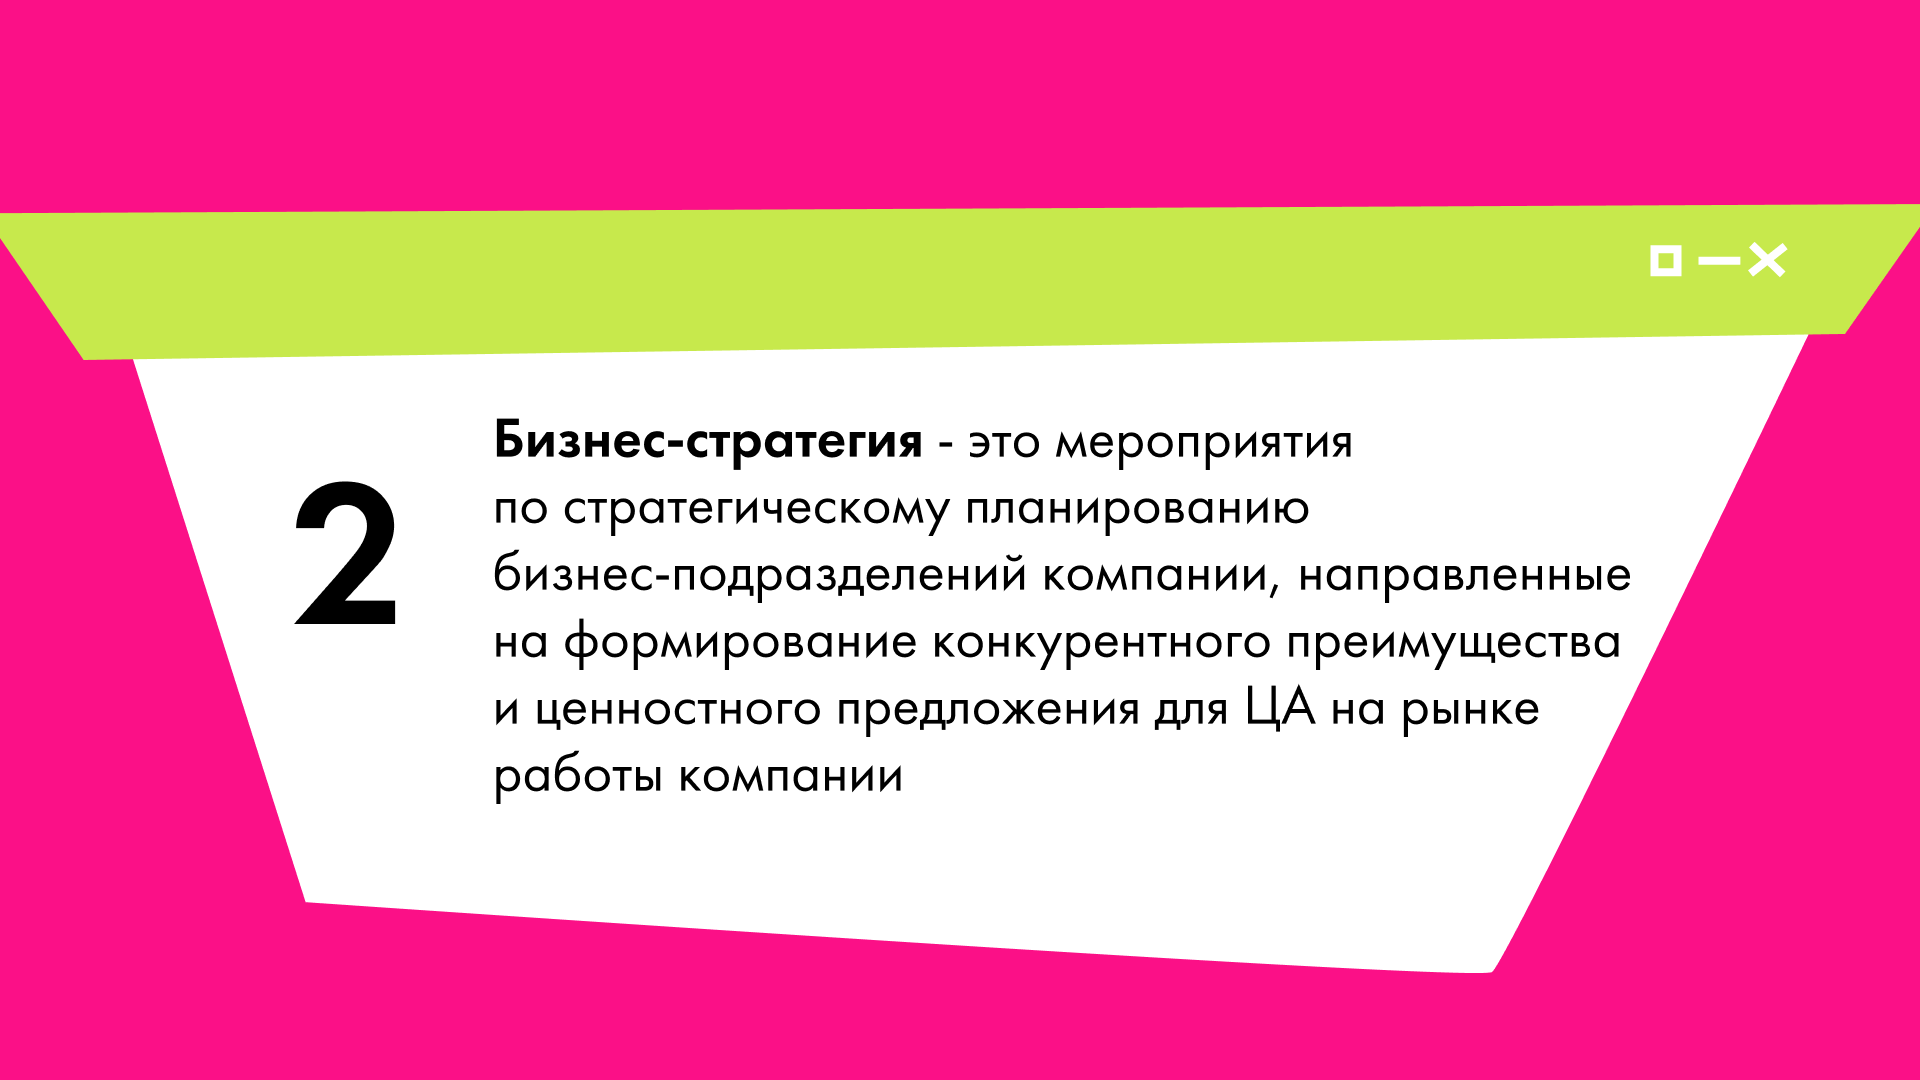 2
Бизнес-стратегия - это мероприятия
по стратегическому планированию
бизнес-подразделений компании, направленные
на формирование конкурентного преимущества
и ценностного предложения для ЦА на рынке
работы компании